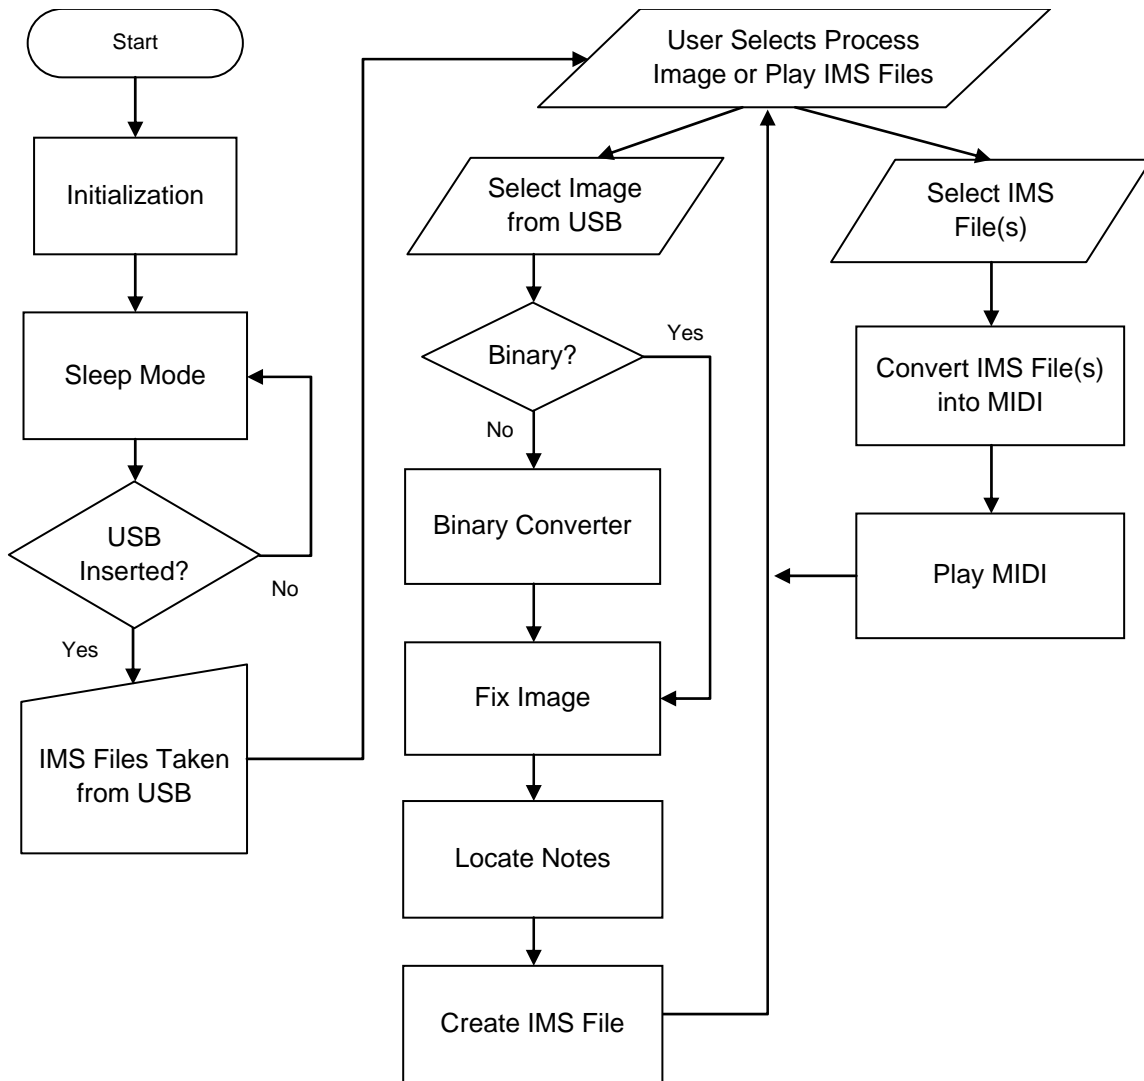 Start
Initialization
Sleep Mode
USB
Inserted?
No
Yes
IMS Files Taken
from USB
User Selects Process
Image or Play IMS Files
Select Image
from USB
Binary?
Yes
No
Binary Converter
Fix Image
Locate Notes
Create IMS File
Select IMS
File(s)
Convert IMS File(s)
into MIDI
Play MIDI